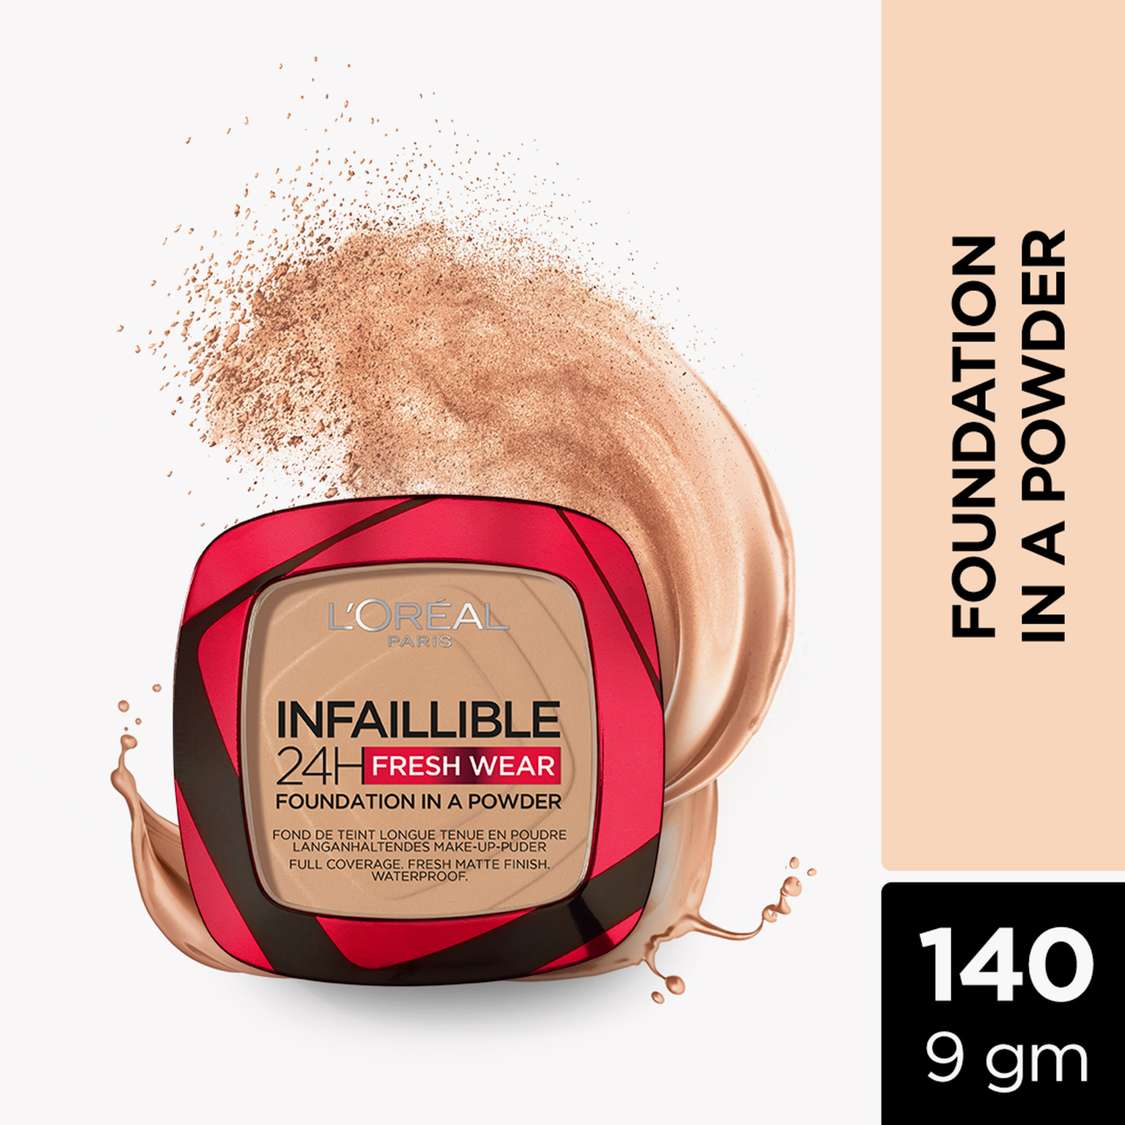 L'ORÉAL
PARIS
INFAILLIBLE
24H FRESH WEAR
FOUNDATION IN A POWDER
FOND DE TEINT LONGUE TENUE EN POUDRE
LANGANHALTENDES MAKE-UP-PUDER
FULL COVERAGE. FRESH MATTE FINISH.
WATERPROOF.
FOUNDATION
IN A POWDER
140
9 gm